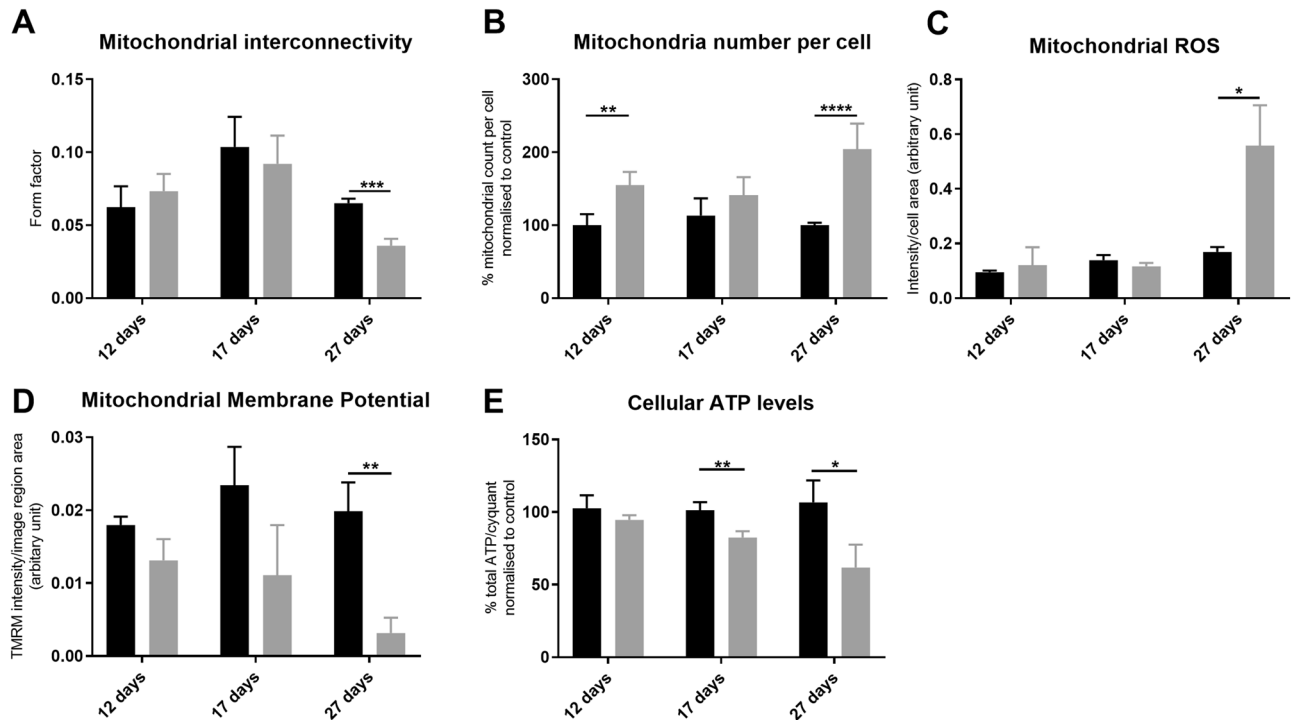 A
Mitochondrial interconnectivity
Form factor
0.15
0.10
0.05
0.00
***
12 days
17 days
27 days
B
Mitochondria number per cell
% mitochondrial count per cell
normalised to control
300
200
150
100
0
**
****
12 days
17 days
27 days
C
Mitochondrial ROS
Intensity/cell area (arbitrary unit)
0.8
0.6
0.4
0.2
0.0
*
12 days
17 days
27 days
D
Mitochondrial Membrane Potential
TMRM intensity/image region area
(arbitary unit)
0.03
0.02
0.01
0.00
**
12 days
17 days
27 days
E
Cellular ATP levels
% total ATP/cyquant
normalised to control
150
100
50
0
**
*
12 days
17 days
27 days